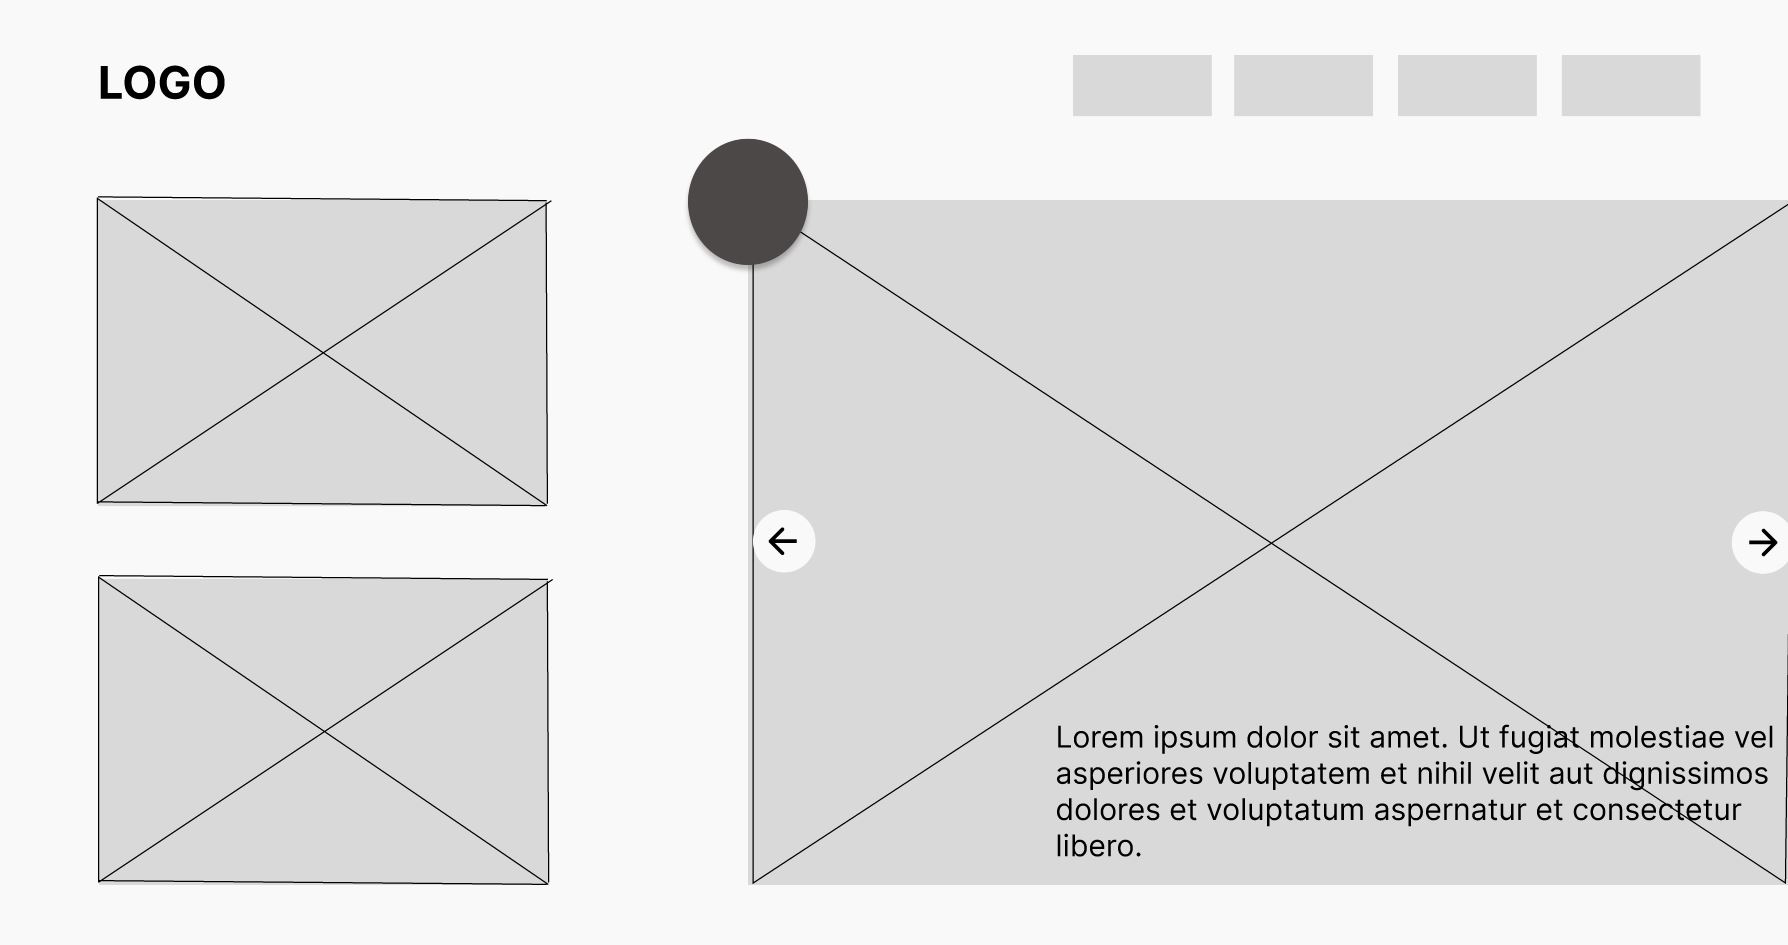 LOGO
Lorem ipsum dolor sit amet. Ut fugiat molestiae vel
asperiores voluptatem et nihil velit aut dignissimos
dolores et voluptatum aspernatur et consectetur
libero.